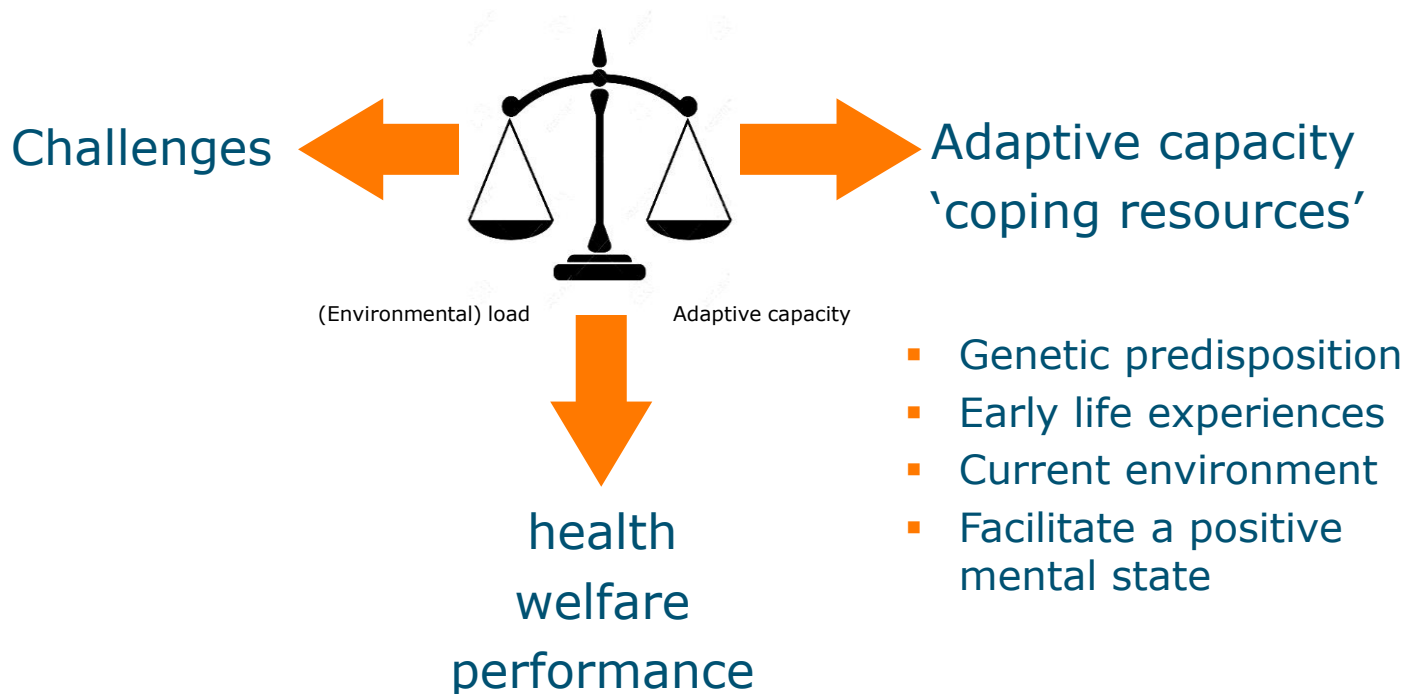 Challenges
Adaptive capacity
‘coping resources’
(Environmental) load
Adaptive capacity
▪ Genetic predisposition
▪ Early life experiences
▪ Current environment
▪ Facilitate a positive
mental state
health
welfare
performance